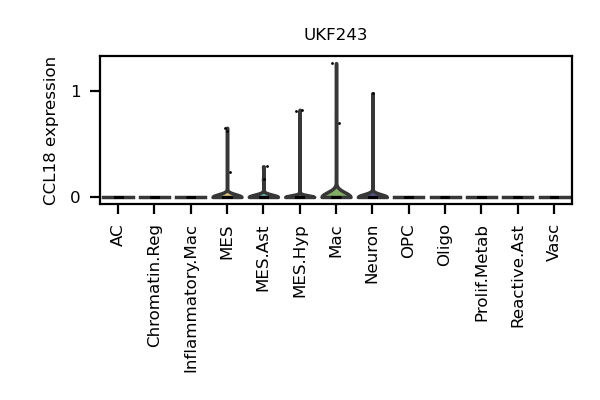 UKF243
CCL18 expression
1
0
AC
Chromatin.Reg
Inflammatory.Mac
MES
MES.Ast
MES.Hyp
Mac
Neuron
OPC
Oligo
Prolif.Metab
Reactive.Ast
Vasc